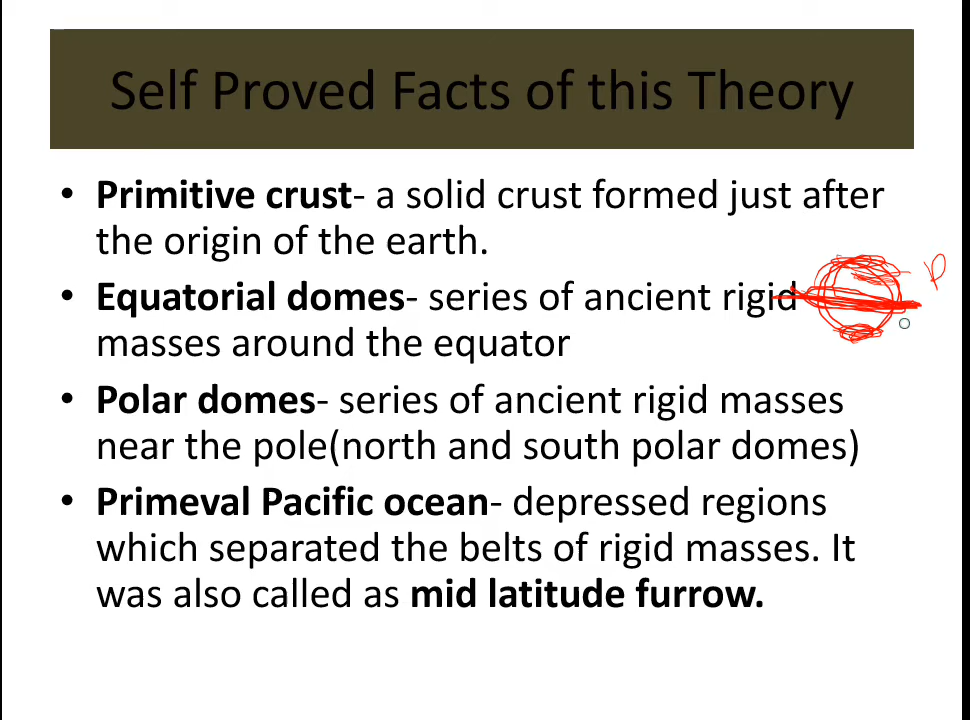 Self Proved Facts of this Theory
• Primitive crust- a solid crust formed just after
the origin of the earth.
• Equatorial domes- series of ancient rigid
masses around the equator
• Polar domes- series of ancient rigid masses
near the pole(north and south polar domes)
• Primeval Pacific ocean- depressed regions
which separated the belts of rigid masses. It
was also called as mid latitude furrow.